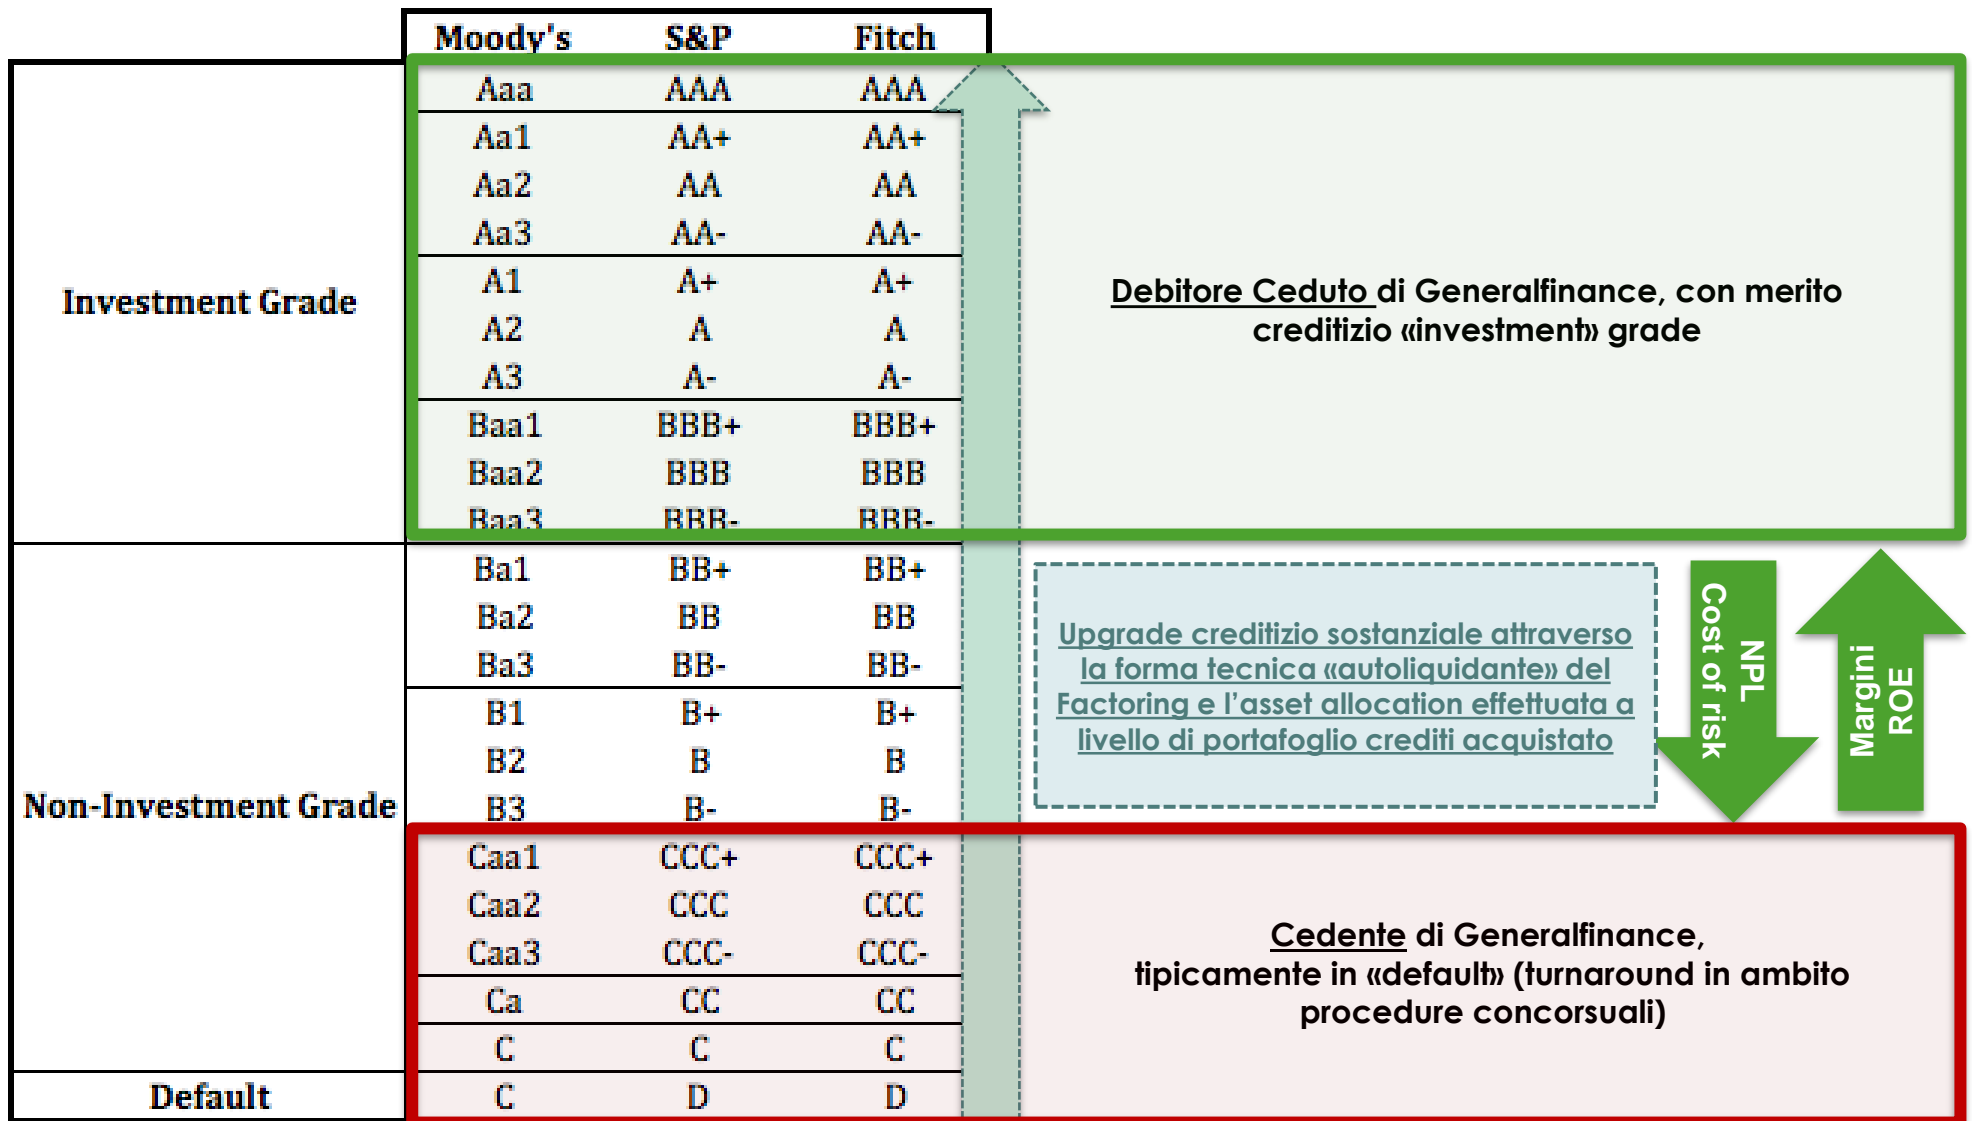 Moody's S&P Fitch
Investment Grade
Aaa AAA AAA
Aa1 AA+ AA+
Aa2 AA AA
Aa3 AA- AA-
A1 A+ A+
A2 A A
A3 A- A-
Baa1 BBB+ BBB+
Baa2 BBB BBB
Baa3 BBB- BBB-
Debitore Ceduto di Generalfinance, con merito
creditizio «investment» grade
Non-Investment Grade
Ba1 BB+ BB+
Ba2 BB BB
Ba3 BB- BB-
B1 B+ B+
B2 B B
B3 B- B-
Caa1 CCC+ CCC+
Caa2 CCC CCC
Caa3 CCC- CCC-
Ca CC CC
C C C
Default
C D D
Upgrade creditizio sostanziale attraverso
la forma tecnica «autoliquidante» del
Factoring e l’asset allocation effettuata a
livello di portafoglio crediti acquistato
NPL
Cost of risk
Margini
ROE
Cedente di Generalfinance,
tipicamente in «default» (turnaround in ambito
procedure concorsuali)